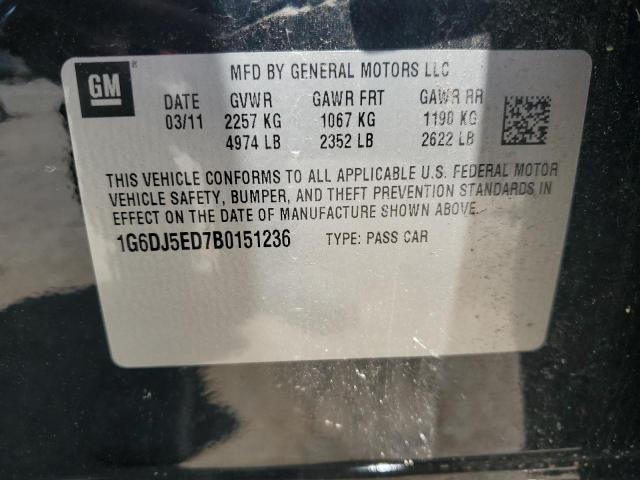 GM ® MFD BY GENERAL MOTORS LLC
DATE GVWR GAWR FRT GAWR RR
03/11 2257 KG 1067 KG 1190 KG
4974 LB 2352 LB 2622 LB
THIS VEHICLE CONFORMS TO ALL APPLICABLE U.S. FEDERAL MOTOR
VEHICLE SAFETY, BUMPER, AND THEFT PREVENTION STANDARDS IN
EFFECT ON THE DATE OF MANUFACTURE SHOWN ABOVE.
1G6DJ5ED7B0151236 TYPE: PASS CAR